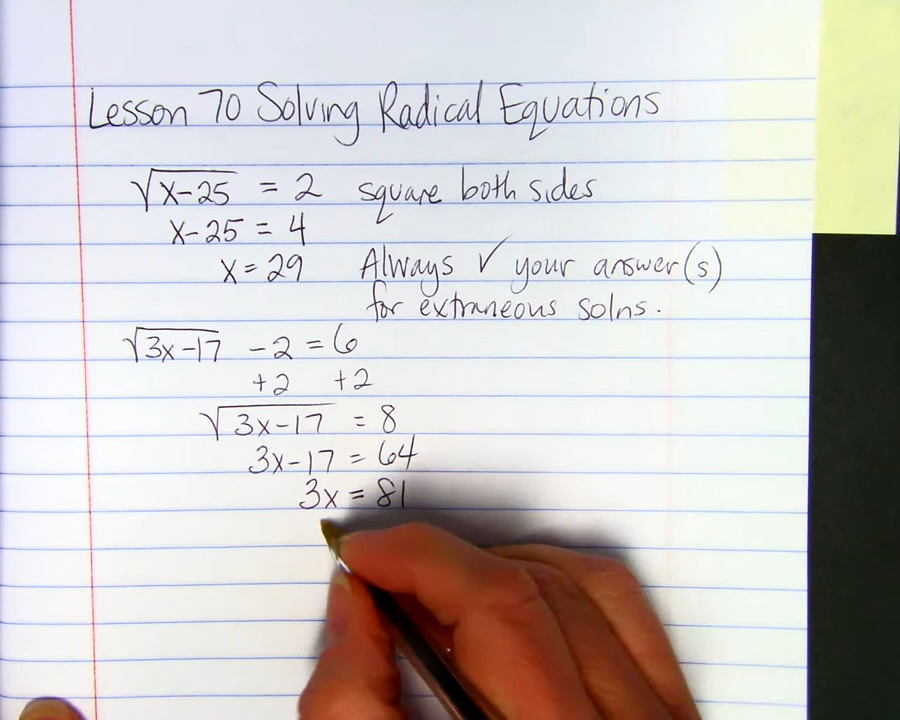 Lesson 70 Solving Radical Equations
√x-25 = 2 square both sides
x-25 = 4
x = 29 Always ✓ your answer(s)
for extraneous solns.
√3x-17 -2 = 6
+2 +2
√3x-17 = 8
3x-17 = 64
3x = 81